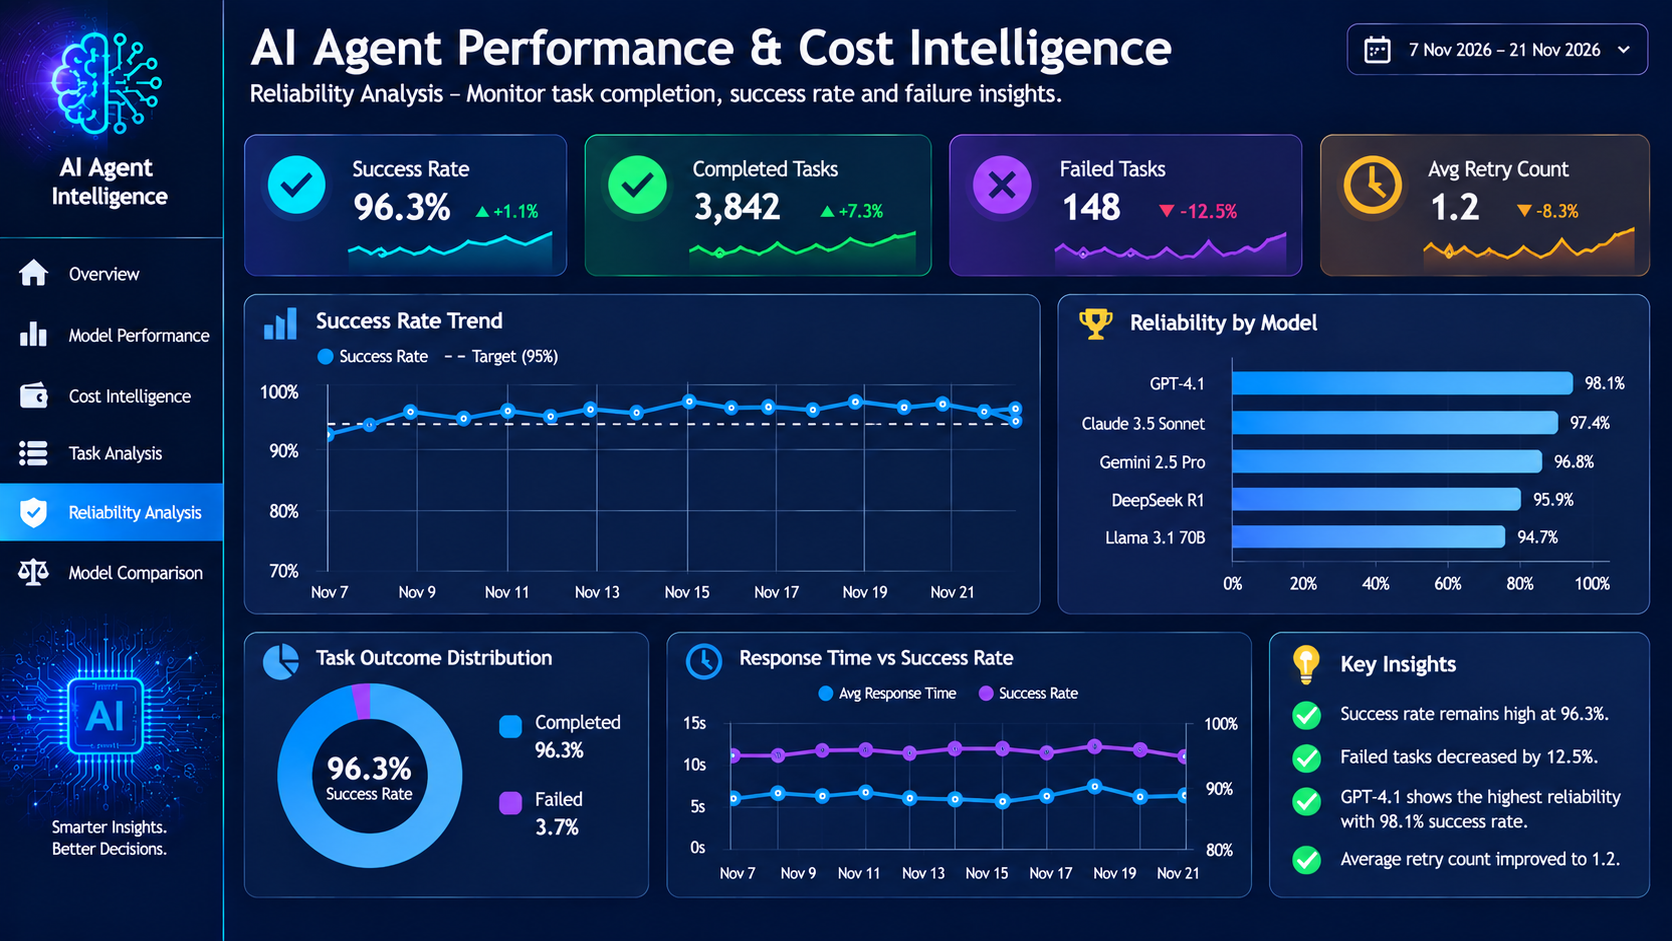 AI Agent
Intelligence
Overview
Model Performance
Cost Intelligence
Task Analysis
Reliability Analysis
Model Comparison
AI
Smarter Insights.
Better Decisions.
AI Agent Performance & Cost Intelligence
Reliability Analysis – Monitor task completion, success rate and failure insights.
7 Nov 2026 – 21 Nov 2026
Success Rate
96.3% ▲ +1.1%
Completed Tasks
3,842 ▲ +7.3%
Failed Tasks
148 ▼ -12.5%
Avg Retry Count
1.2 ▼ -8.3%
Success Rate Trend
Success Rate -- Target (95%)
100%
90%
80%
70%
Nov 7 Nov 9 Nov 11 Nov 13 Nov 15 Nov 17 Nov 19 Nov 21
Reliability by Model
GPT-4.1 98.1%
Claude 3.5 Sonnet 97.4%
Gemini 2.5 Pro 96.8%
DeepSeek R1 95.9%
Llama 3.1 70B 94.7%
0% 20% 40% 60% 80% 100%
Task Outcome Distribution
96.3%
Success Rate
Completed
96.3%
Failed
3.7%
Response Time vs Success Rate
Avg Response Time Success Rate
15s 100%
10s
90%
5s
0s 80%
Nov 7 Nov 9 Nov 11 Nov 13 Nov 15 Nov 17 Nov 19 Nov 21
Key Insights
Success rate remains high at 96.3%.
Failed tasks decreased by 12.5%.
GPT-4.1 shows the highest reliability
with 98.1% success rate.
Average retry count improved to 1.2.